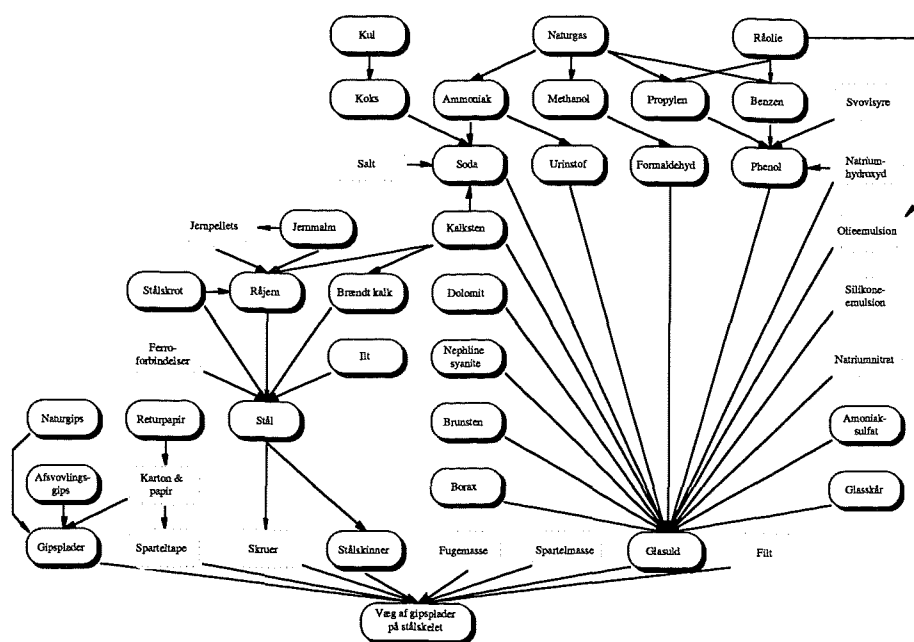 Kul
Naturgas
Råolie
Koks
Ammoniak
Methanol
Propylen
Benzen
Svovlsyre
Salt
Soda
Urinstof
Formaldehyd
Phenol
Natrium-
hydroxyd
Jernpellets
Jernmalm
Kalksten
Olieemulsion
Stålskrot
Råjern
Brændt kalk
Dolomit
Silikone-
emulsion
Ferro-
forbindelser
Ilt
Nephline
syanite
Natriumnitrat
Naturgips
Returpapir
Stål
Brunsten
Amoniak-
sulfat
Afsvovlings-
gips
Karton &
papir
Borax
Glasskår
Gipsplader
Sparteltape
Skruer
Stålskinner
Fugemasse
Spartelmasse
Glasuld
Filt
Væg af gipsplader
på stålskelet